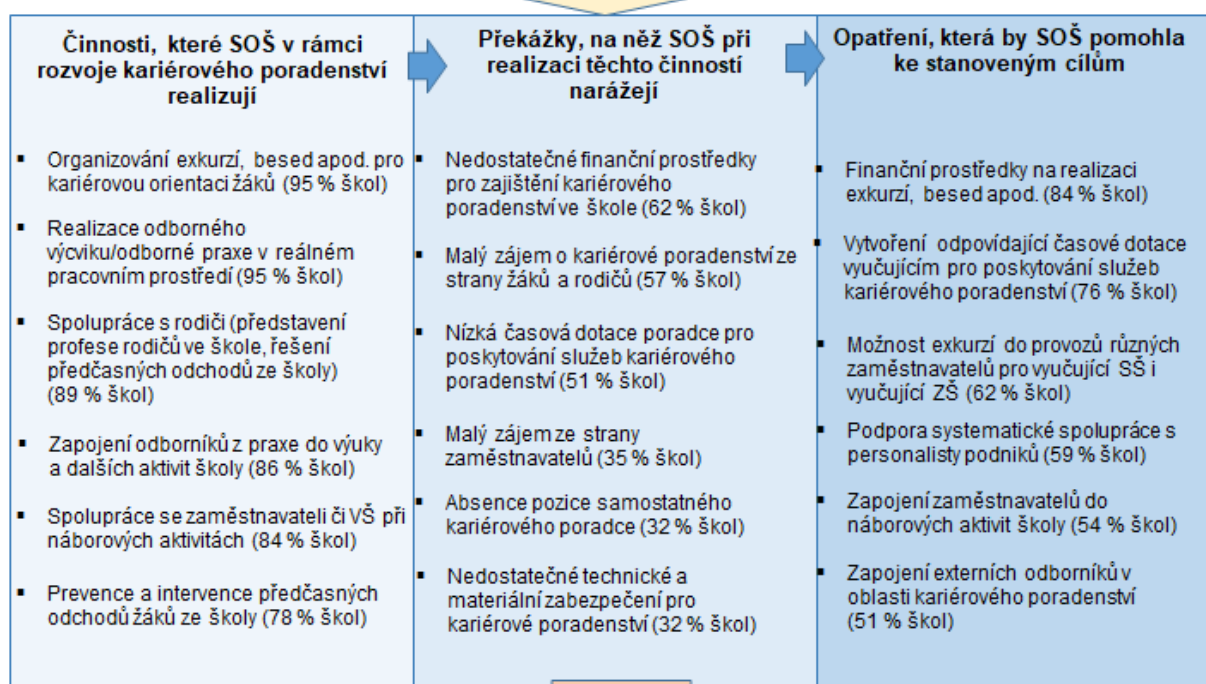 Činnosti, které SOŠ v rámci
rozvoje kariérového poradenství
realizují
▪ Organizování exkurzí, besed apod. pro
kariérovou orientaci žáků (95 % škol)
▪ Realizace odborného
výcviku/odborné praxe v reálném
pracovním prostředí (95 % škol)
▪ Spolupráce s rodiči (představení
profese rodičů ve škole, řešení
předčasných odchodů ze školy)
(89 % škol)
▪ Zapojení odborníků z praxe do výuky
a dalších aktivit školy (86 % škol)
▪ Spolupráce se zaměstnavateli či VŠ při
náborových aktivitách (84 % škol)
▪ Prevence a intervence předčasných
odchodů žáků ze školy (78 % škol)
Překážky, na něž SOŠ při
realizaci těchto činností
narážejí
▪ Nedostatečné finanční prostředky
pro zajištění kariérového
poradenství ve škole (62 % škol)
▪ Malý zájem o kariérové poradenství ze
strany žáků a rodičů (57 % škol)
▪ Nízká časová dotace poradce pro
poskytování služeb kariérového
poradenství (51 % škol)
▪ Malý zájem ze strany
zaměstnavatelů (35 % škol)
▪ Absence pozice samostatného
kariérového poradce (32 % škol)
▪ Nedostatečné technické a
materiální zabezpečení pro
kariérové poradenství (32 % škol)
Opatření, která by SOŠ pomohla
ke stanoveným cílům
▪ Finanční prostředky na realizaci
exkurzí, besed apod. (84 % škol)
▪ Vytvoření odpovídající časové dotace
vyučujícím pro poskytování služeb
kariérového poradenství (76 % škol)
▪ Možnost exkurzí do provozů různých
zaměstnavatelů pro vyučující SŠ i
vyučující ZŠ (62 % škol)
▪ Podpora systematické spolupráce s
personalisty podniků (59 % škol)
▪ Zapojení zaměstnavatelů do
náborových aktivit školy (54 % škol)
▪ Zapojení externích odborníků v
oblasti kariérového poradenství
(51 % škol)